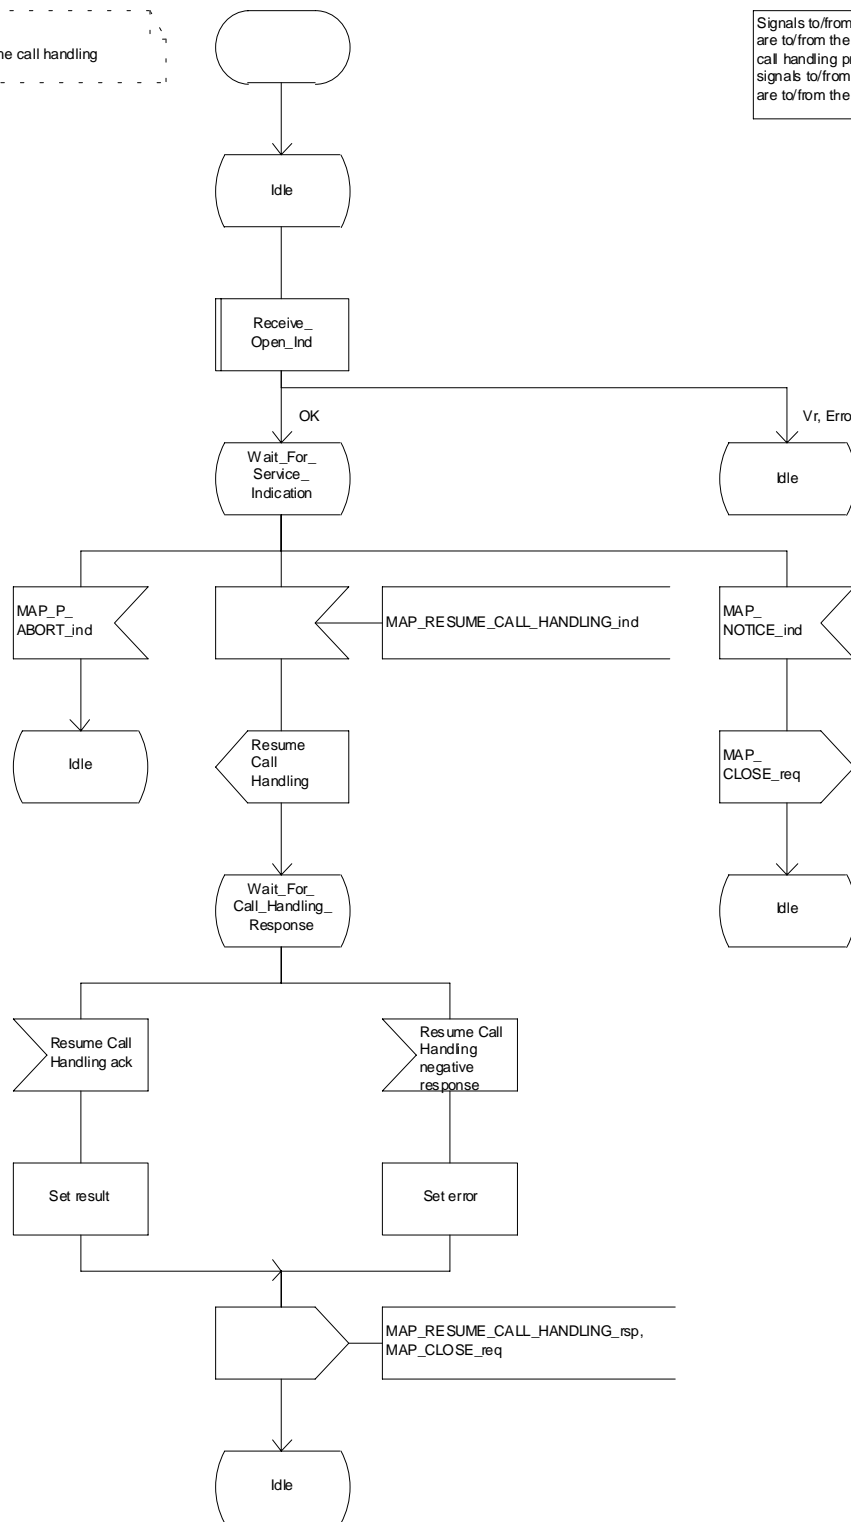 call handling
Signals to/from
are to/from the
call handling
signals to/from
are to/from the
Idle
Receive_
Open_Ind
OK
Vr,
Wait_For_
Service_
Indication
Idle
MAP_P_
ABORT_ind
MAP_RESUME_CALL_HANDLING_ind
MAP_
NOTICE_ind
Idle
Resume
Call
Handling
MAP_
CLOSE_req
Wait_For_
Call_Handling_
Response
Idle
Resume Call
Handling ack
Resume Call
Handling
negative
response
Set result
Set error
MAP_RESUME_CALL_HANDLING_rsp,
MAP_CLOSE_req
Idle